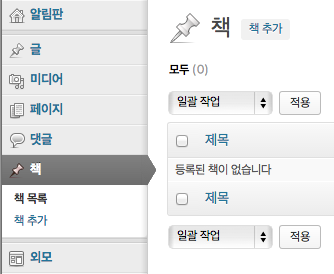 알림판
글
미디어
페이지
댓글
책
책 목록
책 추가
외모
책 책 추가
모두 (0)
일괄 작업 적용
제목
등록된 책이 없습니다
제목
일괄 작업 적용